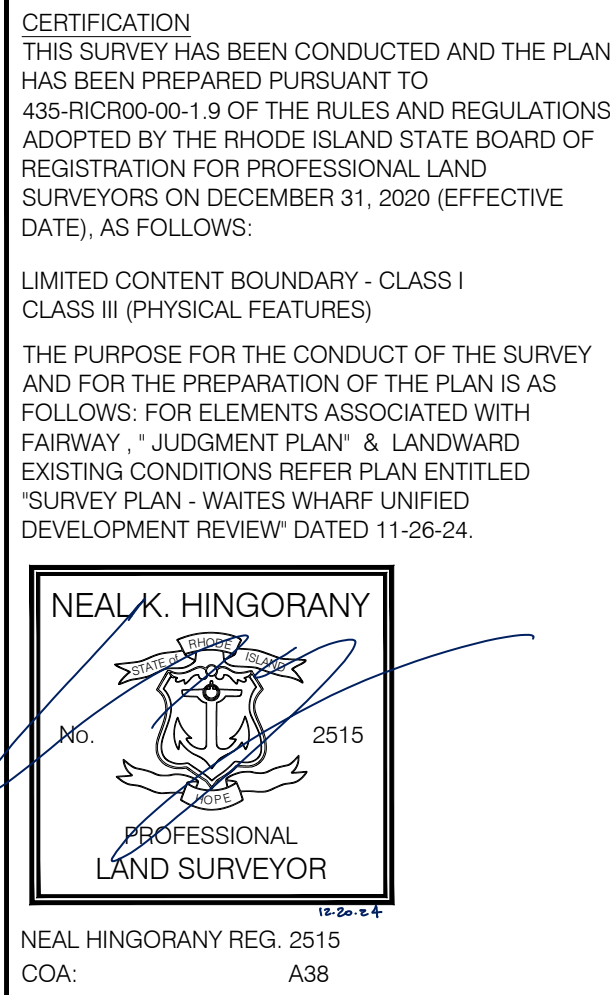 CERTIFICATION
THIS SURVEY HAS BEEN CONDUCTED AND THE PLAN
HAS BEEN PREPARED PURSUANT TO
435-RICR00-00-1.9 OF THE RULES AND REGULATIONS
ADOPTED BY THE RHODE ISLAND STATE BOARD OF
REGISTRATION FOR PROFESSIONAL LAND
SURVEYORS ON DECEMBER 31, 2020 (EFFECTIVE
DATE), AS FOLLOWS:
LIMITED CONTENT BOUNDARY - CLASS I
CLASS III (PHYSICAL FEATURES)
THE PURPOSE FOR THE CONDUCT OF THE SURVEY
AND FOR THE PREPARATION OF THE PLAN IS AS
FOLLOWS: FOR ELEMENTS ASSOCIATED WITH
FAIRWAY , " JUDGMENT PLAN" & LANDWARD
EXISTING CONDITIONS REFER PLAN ENTITLED
"SURVEY PLAN - WAITES WHARF UNIFIED
DEVELOPMENT REVIEW" DATED 11-26-24.
NEAL K. HINGORANY
STATE of RHODE ISLAND
No. 2515
HOPE
PROFESSIONAL
LAND SURVEYOR
12.20.24
NEAL HINGORANY REG. 2515
COA: A38